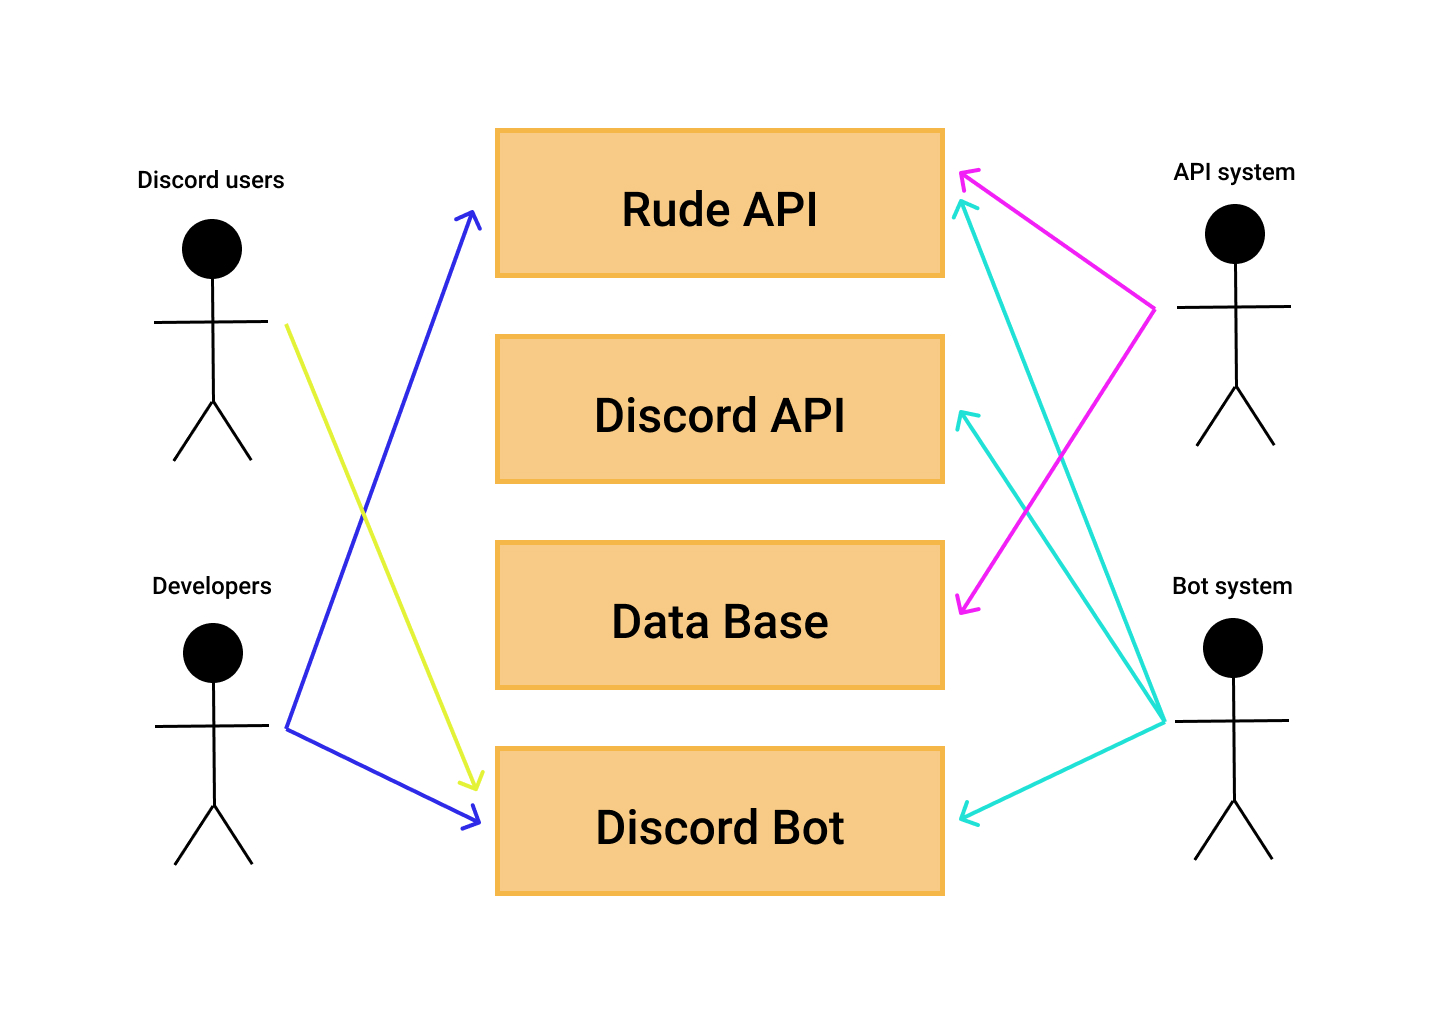 Discord users
Rude API
API system
Discord API
Developers
Data Base
Bot system
Discord Bot